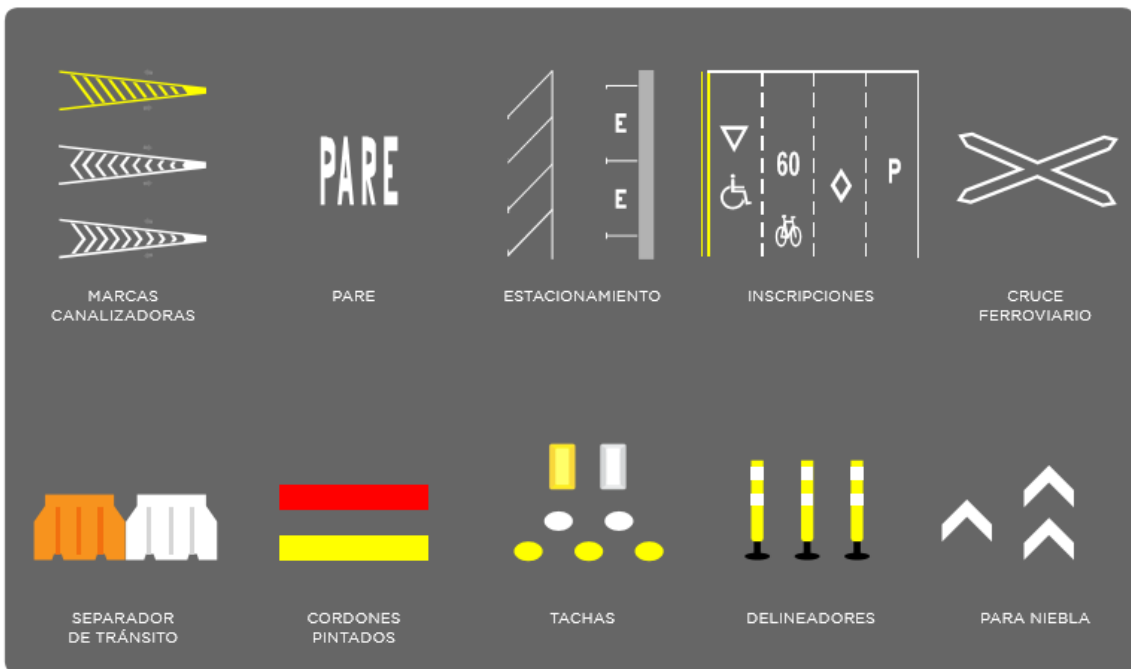 PARE
E
E
60
P
MARCAS
CANALIZADORAS
PARE
ESTACIONAMIENTO
INSCRIPCIONES
CRUCE
FERROVIARIO
SEPARADOR
DE TRÁNSITO
CORDONES
PINTADOS
TACHAS
DELINEADORES
PARA NIEBLA